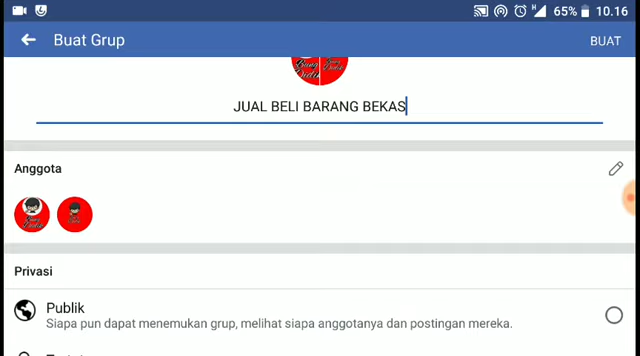 65% 10.16
Buat Grup
BUAT
JUAL BELI BARANG BEKAS
Anggota
Privasi
Publik
Siapa pun dapat menemukan grup, melihat siapa anggotanya dan postingan mereka.